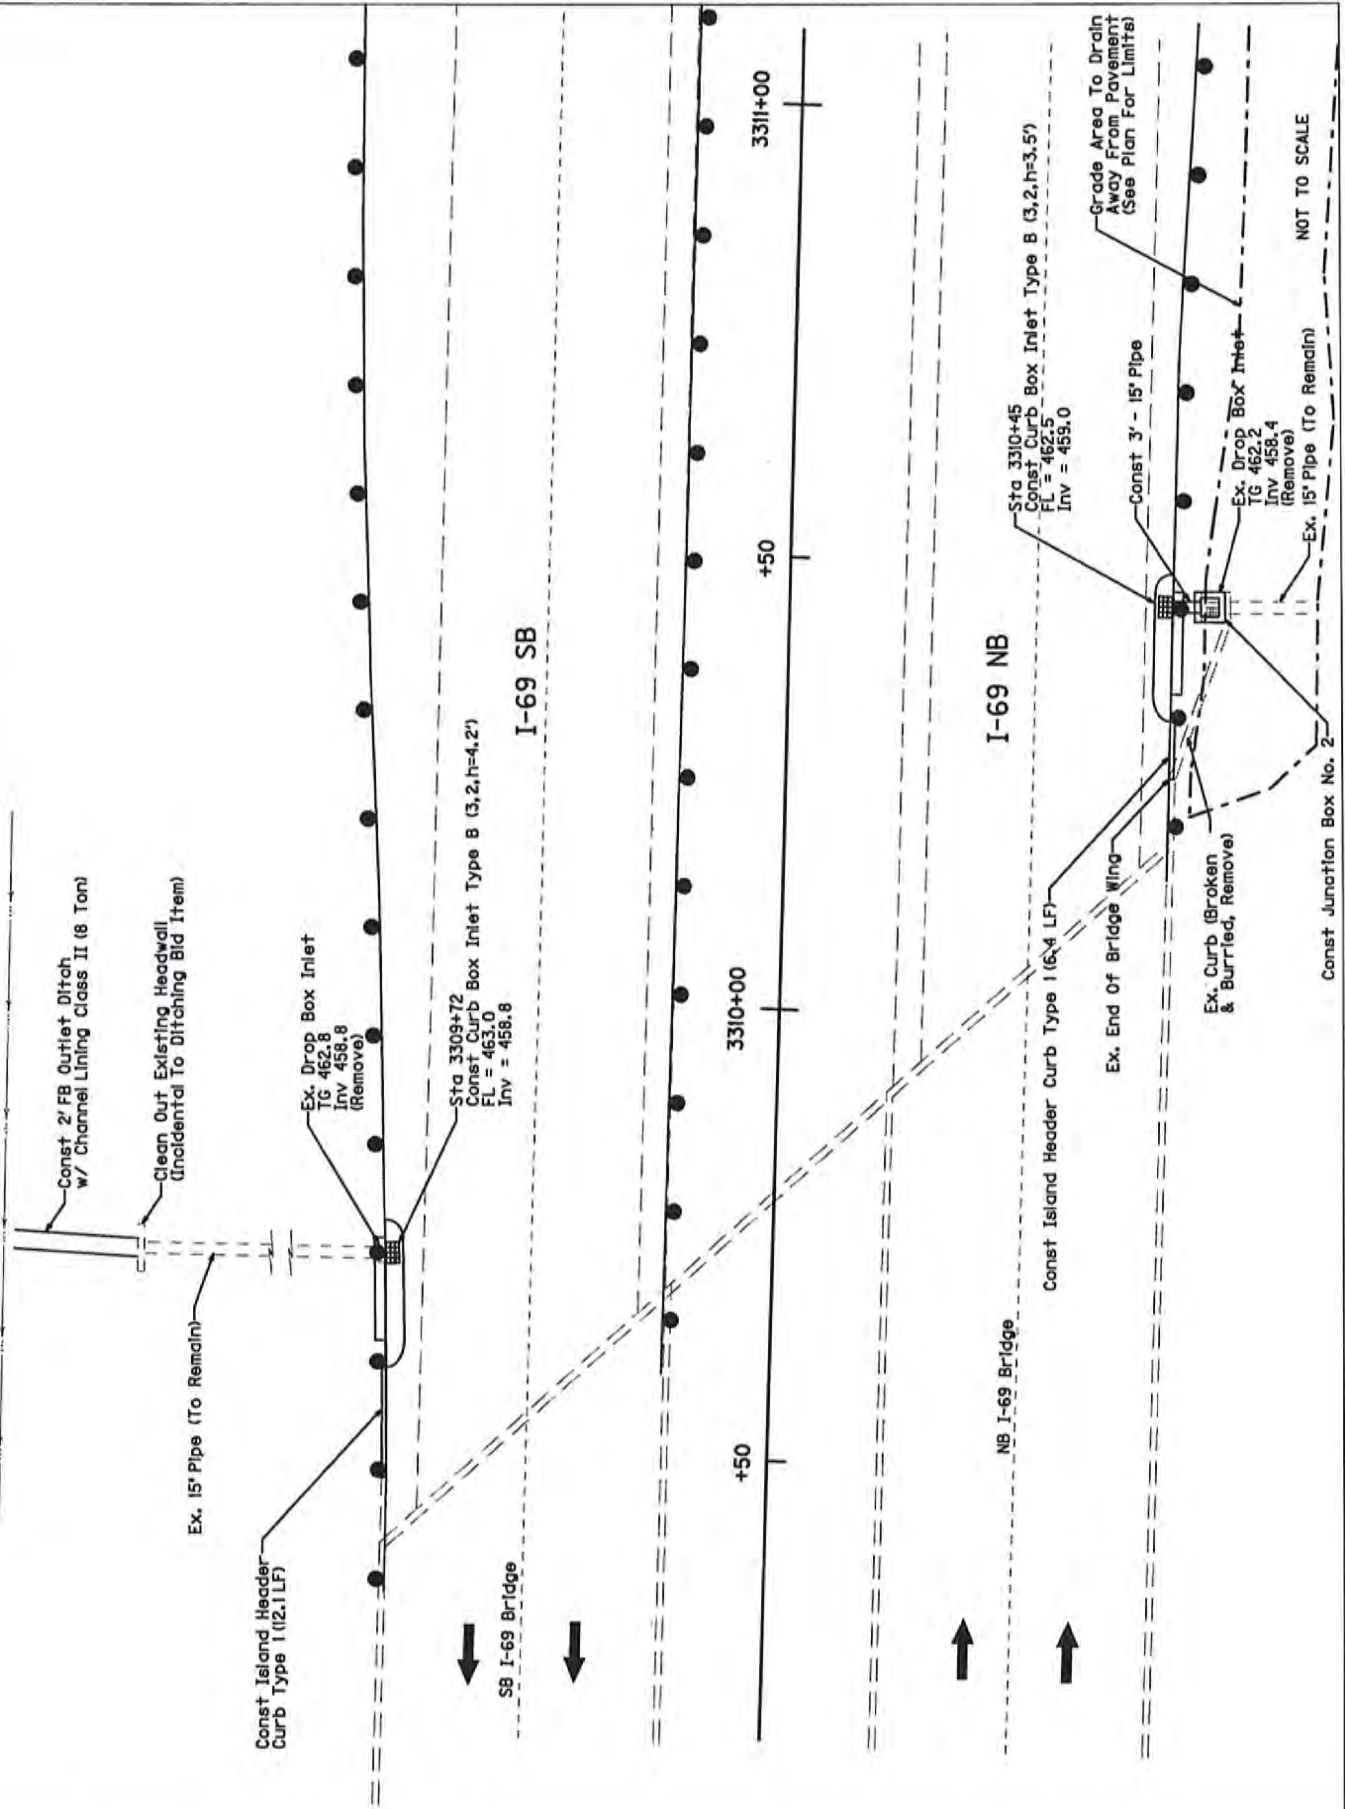 Const 2' FB Outlet Ditch
w/ Channel Lining Class II (8 Ton)
Clean Out Existing Headwall
(Incidental To Ditching Bid Item)
Ex. 15" Pipe (To Remain)
Ex. Drop Box Inlet
TG 462.8
Inv 458.8
(Remove)
Const Island Header
Curb Type 1 (12.1 LF)
Sta 3309+72
Const Curb Box Inlet Type B (3,2,h=4.2')
FL = 463.0
Inv = 458.8
SB I-69 Bridge
I-69 SB
+50
3310+00
+50
3311+00
I-69 NB
NB I-69 Bridge
Sta 3310+45
Const Curb Box Inlet Type B (3,2,h=3.5')
FL = 462.5
Inv = 459.0
Const Island Header Curb Type 1 (6.4 LF)
Grade Area To Drain
Away From Pavement
(See Plan For Limits)
Ex. End Of Bridge Wing
Const 3' - 15" Pipe
Ex. Curb (Broken
& Burried, Remove)
Ex. Drop Box Inlet
TG 462.2
Inv 458.4
(Remove)
Ex. 15" Pipe (To Remain)
NOT TO SCALE
Const Junction Box No. 2